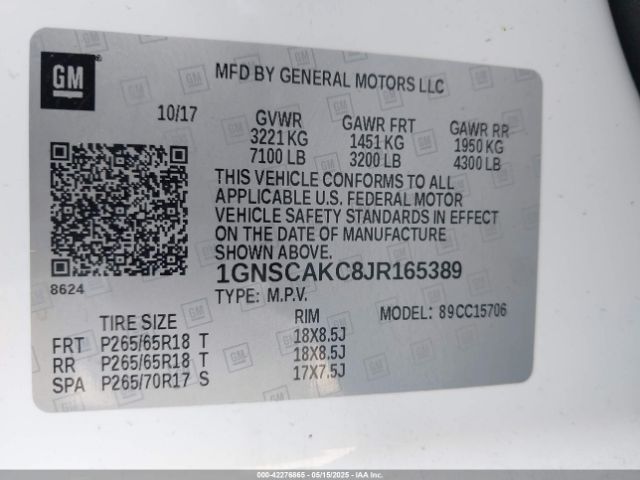 GM
MFD BY GENERAL MOTORS LLC
10/17
GVWR GAWR FRT GAWR RR
3221 KG 1451 KG 1950 KG
7100 LB 3200 LB 4300 LB
THIS VEHICLE CONFORMS TO ALL
APPLICABLE U.S. FEDERAL MOTOR
VEHICLE SAFETY STANDARDS IN EFFECT
ON THE DATE OF MANUFACTURE
SHOWN ABOVE.
8624
1GNSCAKC8JR165389
TYPE: M.P.V. MODEL: 89CC15706
TIRE SIZE RIM
FRT P265/65R18 T 18X8.5J
RR P265/65R18 T 18X8.5J
SPA P265/70R17 S 17X7.5J
000-42276865 - 05/15/2025 - IAAI.COM